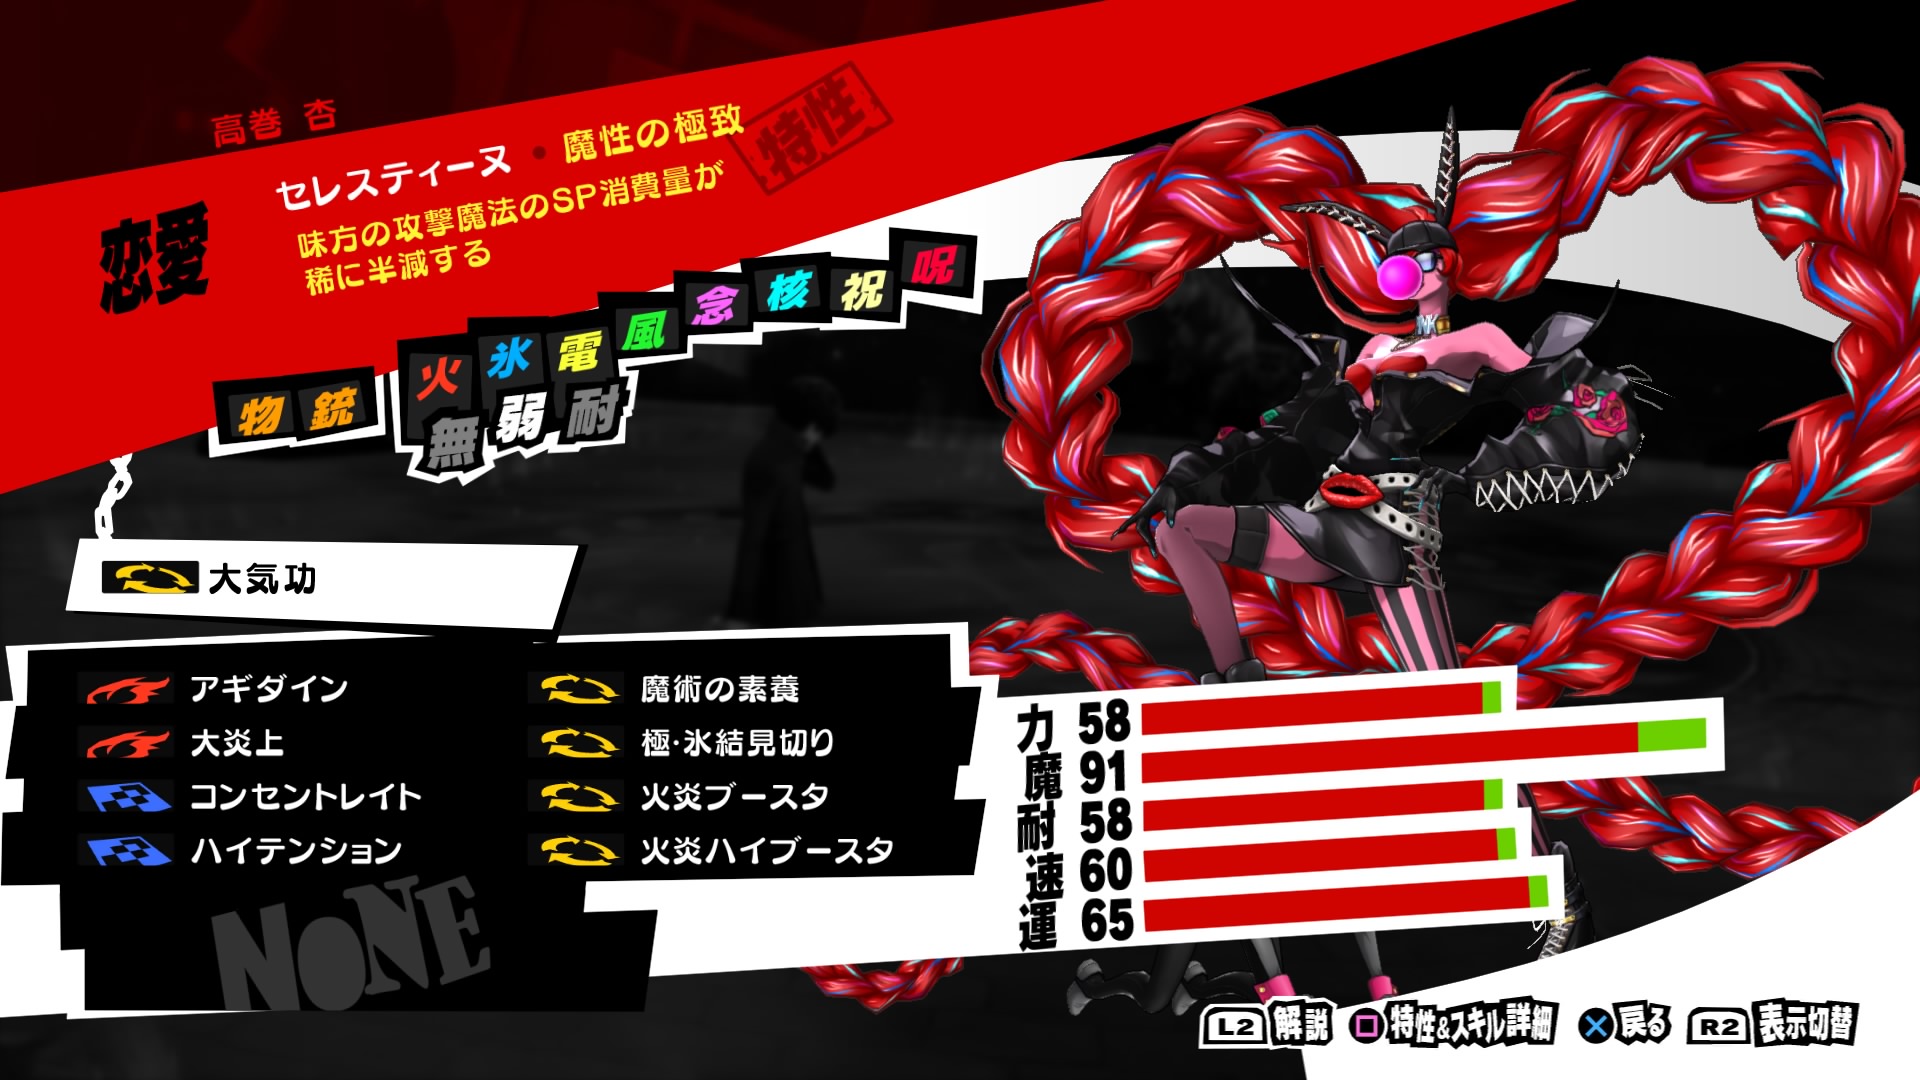 高巻 杏
セレスティーヌ・魔性の極致
特性
味方の攻撃魔法のSP消費量が
稀に半減する
恋愛
物 銃 火 氷 電 風 念 核 祝 呪
無 弱 耐
大気功
アギダイン
大炎上
コンセントレイト
ハイテンション
魔術の素養
極・氷結見切り
火炎ブースタ
火炎ハイブースタ
NONE
力 58
魔 91
耐 58
速 60
運 65
L2 解説 特性&スキル詳細 戻る R2 表示切替